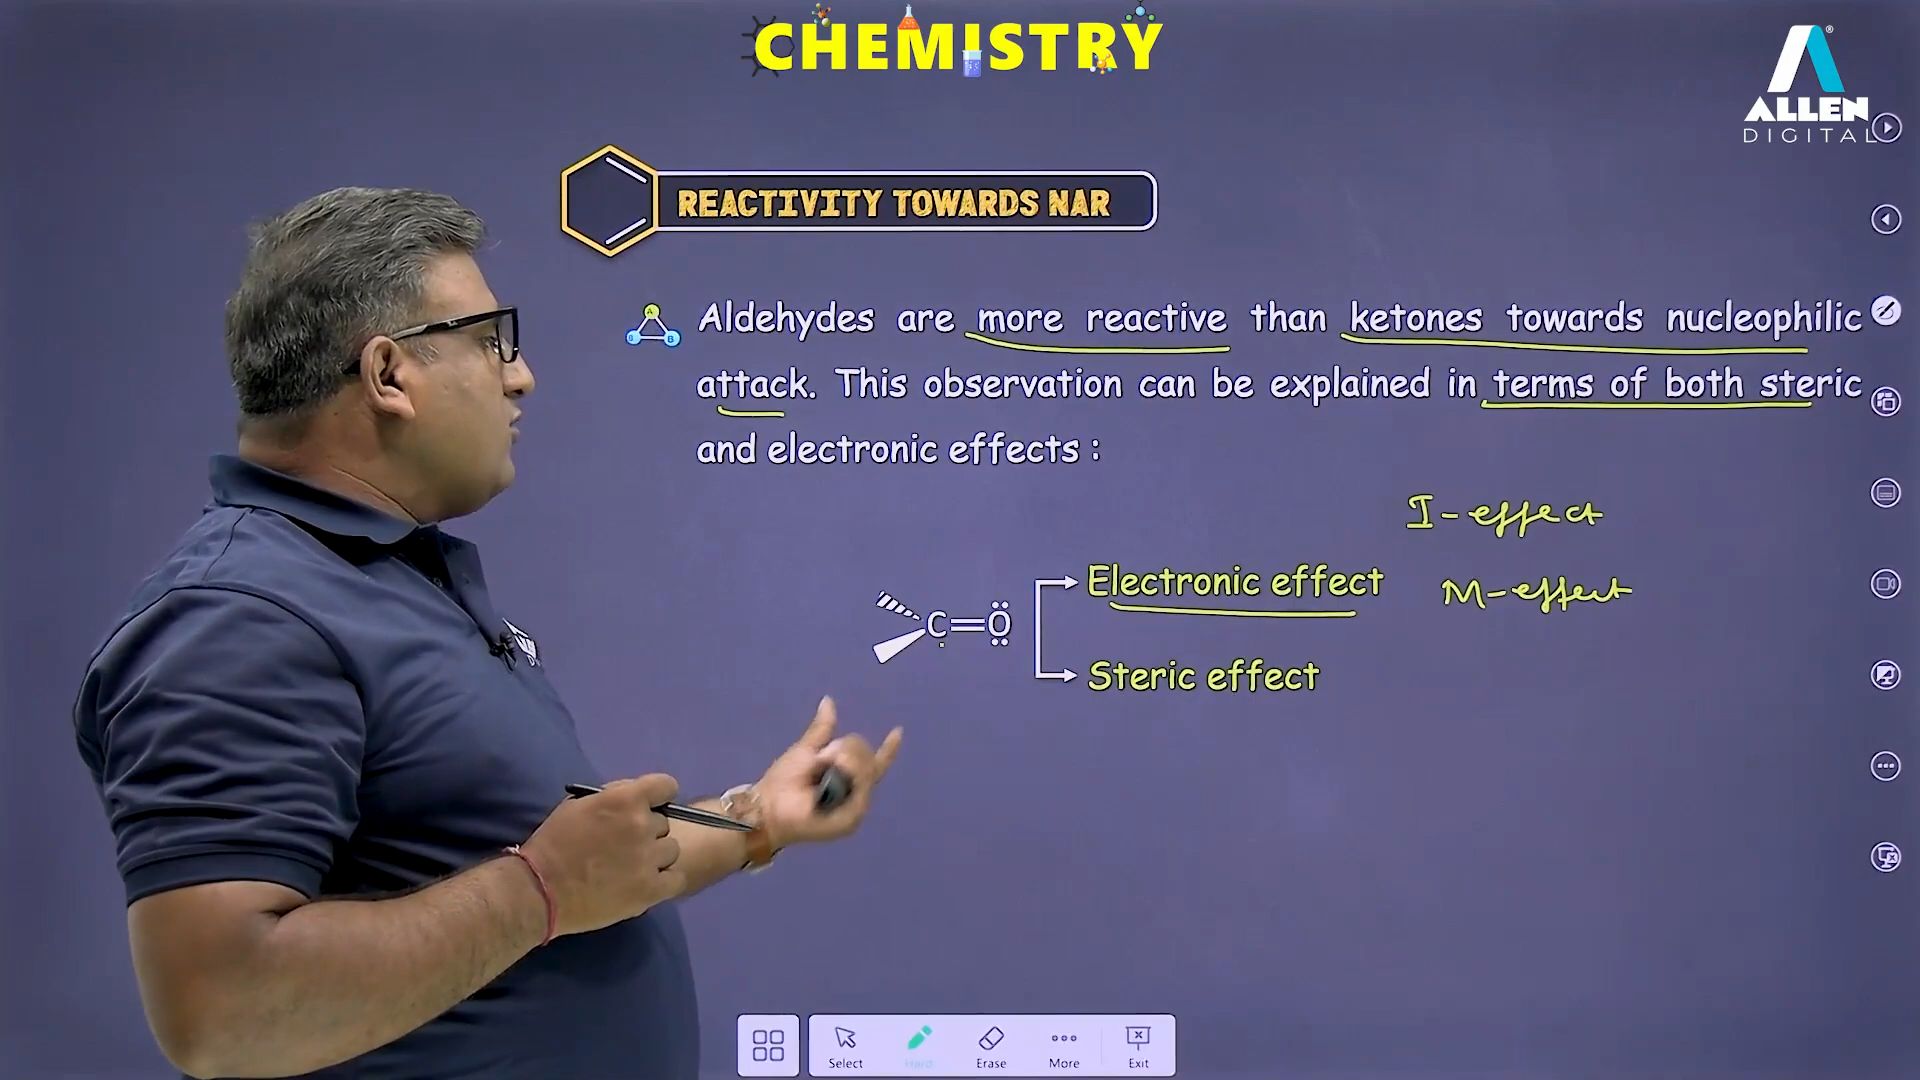 CHEMISTRY
ALLEN
DIGITAL
REACTIVITY TOWARDS NAR
Aldehydes are more reactive than ketones towards nucleophilic
attack. This observation can be explained in terms of both steric
and electronic effects :
I-effect
Electronic effect
M-effect
C=O
Steric effect
Select
Hard
Erase
More
Exit